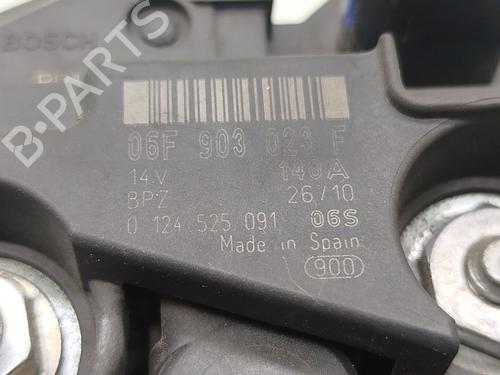 BOSCH
B-PARTS
06F 903 023 F
14V 140A
BPZ 26/10
0 124 525 091 06S
Made in Spain
900